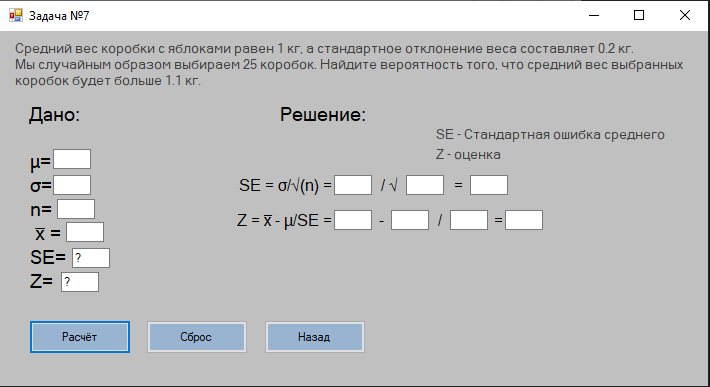 Задача №7
Средний вес коробки с яблоками равен 1 кг, а стандартное отклонение веса составляет 0.2 кг.
Мы случайным образом выбираем 25 коробок. Найдите вероятность того, что средний вес выбранных
коробок будет больше 1.1 кг.
Дано:
Решение:
SE - Стандартная ошибка среднего
Z - оценка
μ=
σ=
n=
x̅ =
SE= ?
Z= ?
SE = σ/√(n) = / √ =
Z = x̅ - μ/SE = - / =
Расчёт
Сброс
Назад